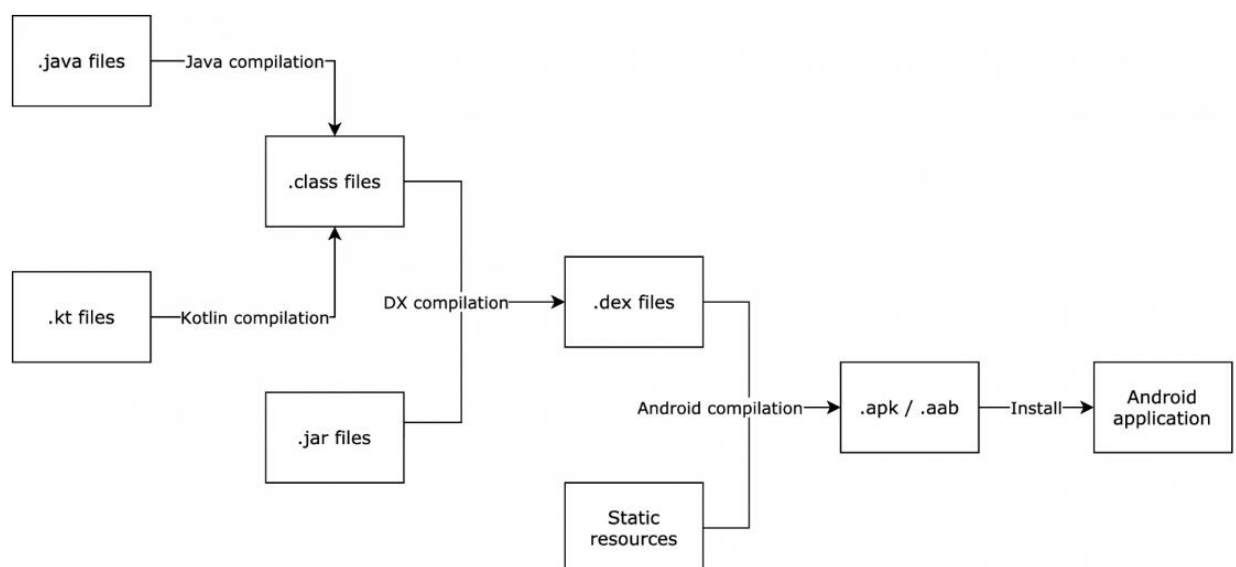 .java files
Java compilation
.class files
.kt files
Kotlin compilation
DX compilation
.dex files
.jar files
Android compilation
.apk / .aab
Install
Android
application
Static
resources